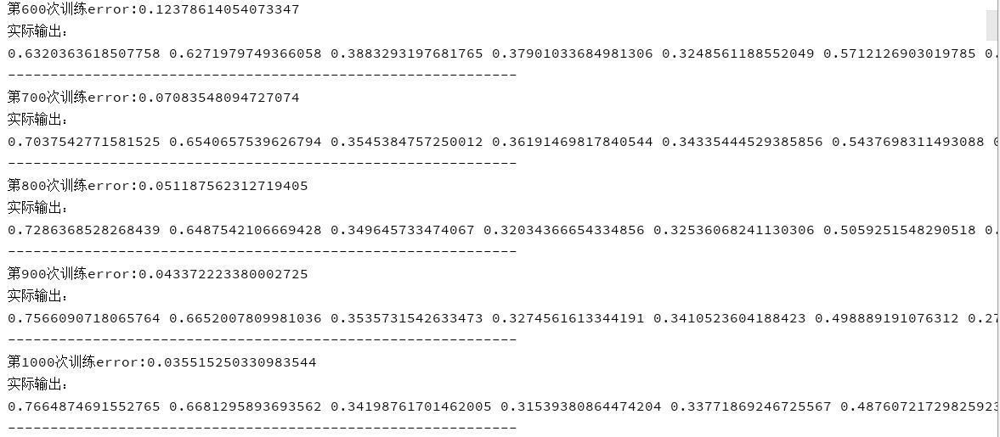 第600次训练error:0.12378614054073347
实际输出:
0.6320363618507758 0.6271979749366058 0.3883293197681765 0.37901033684981306 0.3248561188552049 0.5712126903019785 0.
------------------------------------------------------------
第700次训练error:0.07083548094727074
实际输出:
0.7037542771581525 0.6540657539626794 0.3545384757250012 0.36191469817840544 0.34335444529385856 0.5437698311493088 0
------------------------------------------------------------
第800次训练error:0.051187562312719405
实际输出:
0.7286368528268439 0.6487542106669428 0.349645733474067 0.32034366654334856 0.32536068241130306 0.5059251548290518 0.
------------------------------------------------------------
第900次训练error:0.043372223380002725
实际输出:
0.7566090718065764 0.6652007809981036 0.3535731542633473 0.3274561613344191 0.3410523604188423 0.498889191076312 0.27
------------------------------------------------------------
第1000次训练error:0.035515250330983544
实际输出:
0.7664874691552765 0.6681295893693562 0.34198761701462005 0.31539380864474204 0.33771869246725567 0.48760721729825923
------------------------------------------------------------